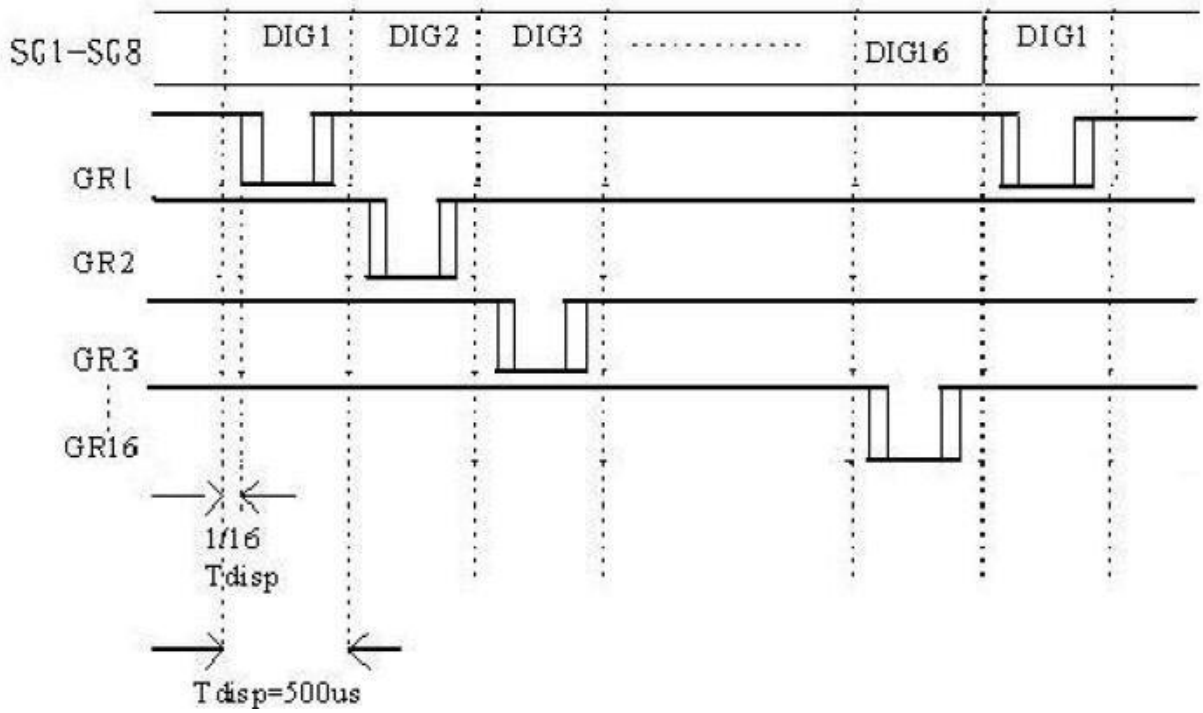 SG1-SG8 DIG1 DIG2 DIG3 .............. DIG16 DIG1
GR1
GR2
GR3
GR16
1/16
Tdisp
Tdisp=500us